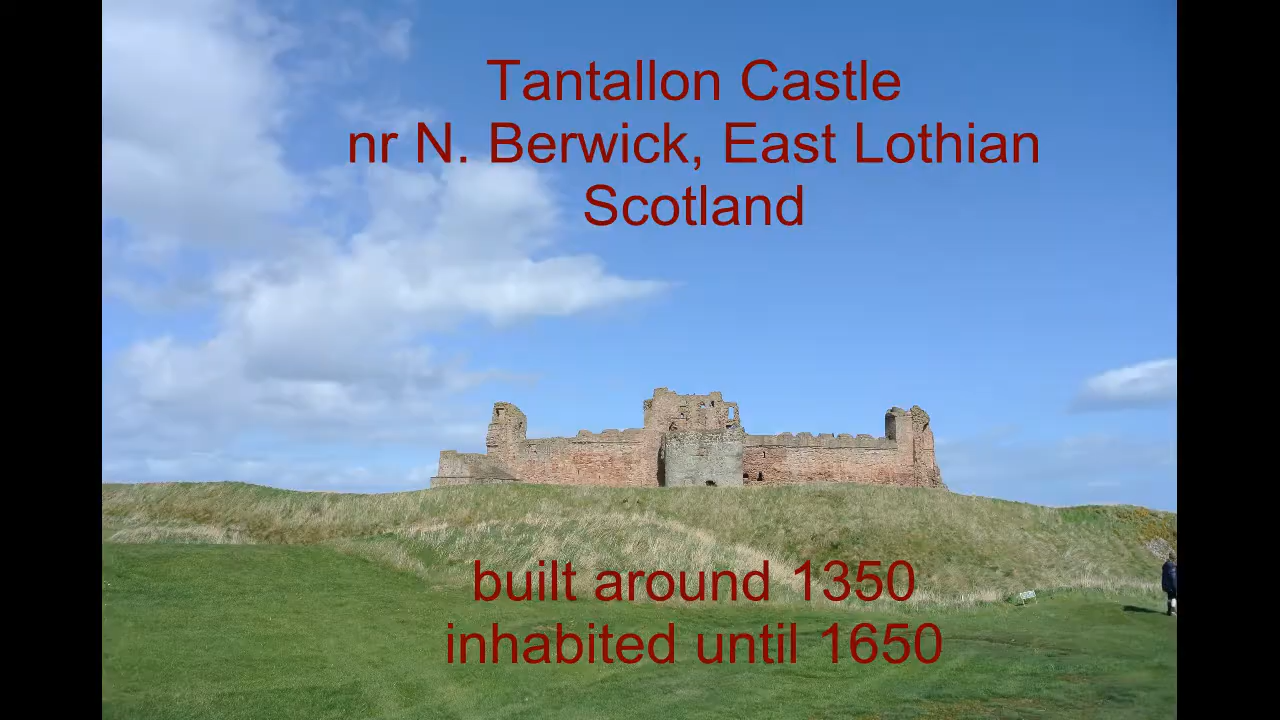 Tantallon Castle
nr N. Berwick, East Lothian
Scotland
built around 1350
inhabited until 1650